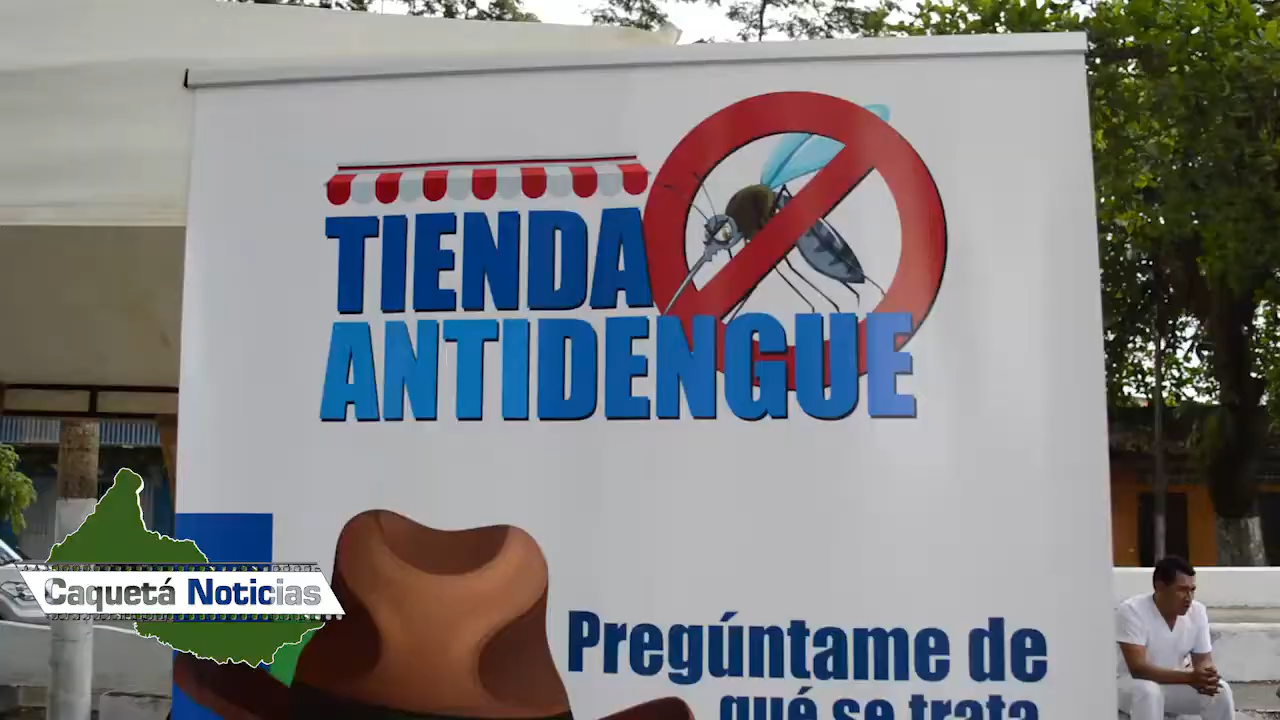 TIENDA
ANTIDENGUE
Pregúntame de
qué se trata
Caquetá Noticias